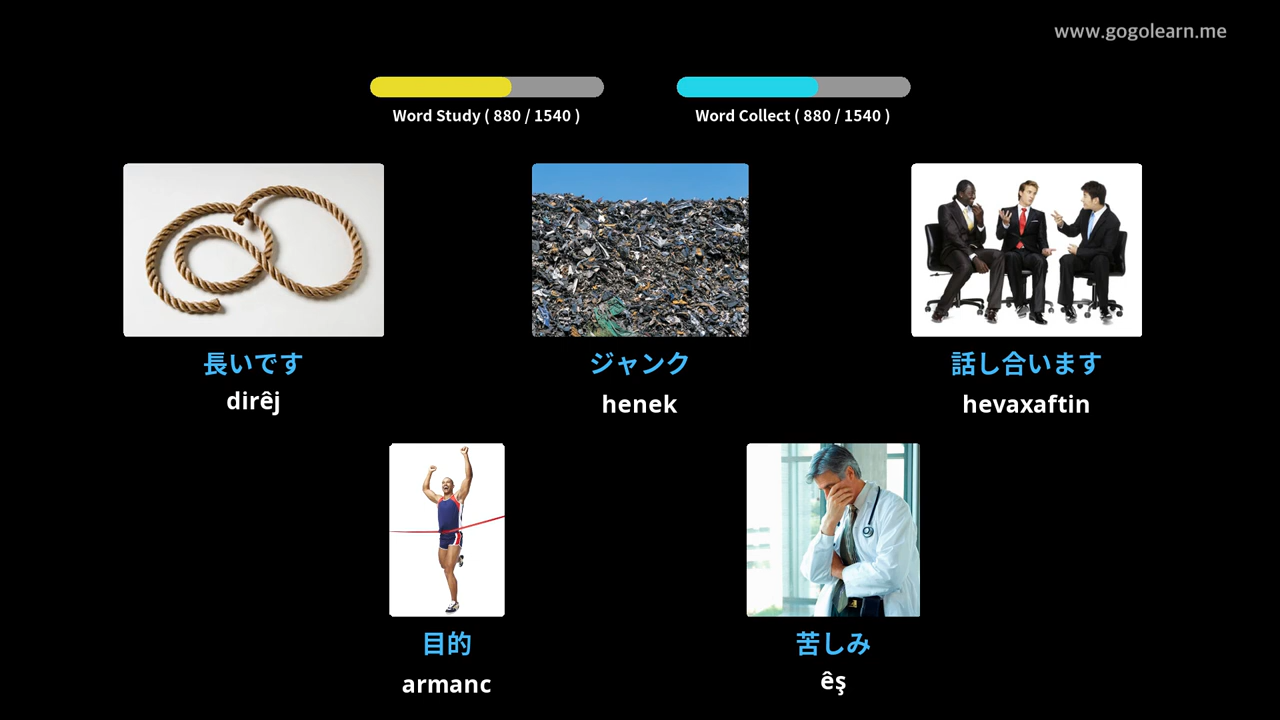 www.gogolearn.me
Word Study ( 880 / 1540 )
Word Collect ( 880 / 1540 )
長いです
dirêj
ジャンク
henek
話し合います
hevaxaftin
目的
armanc
苦しみ
êş